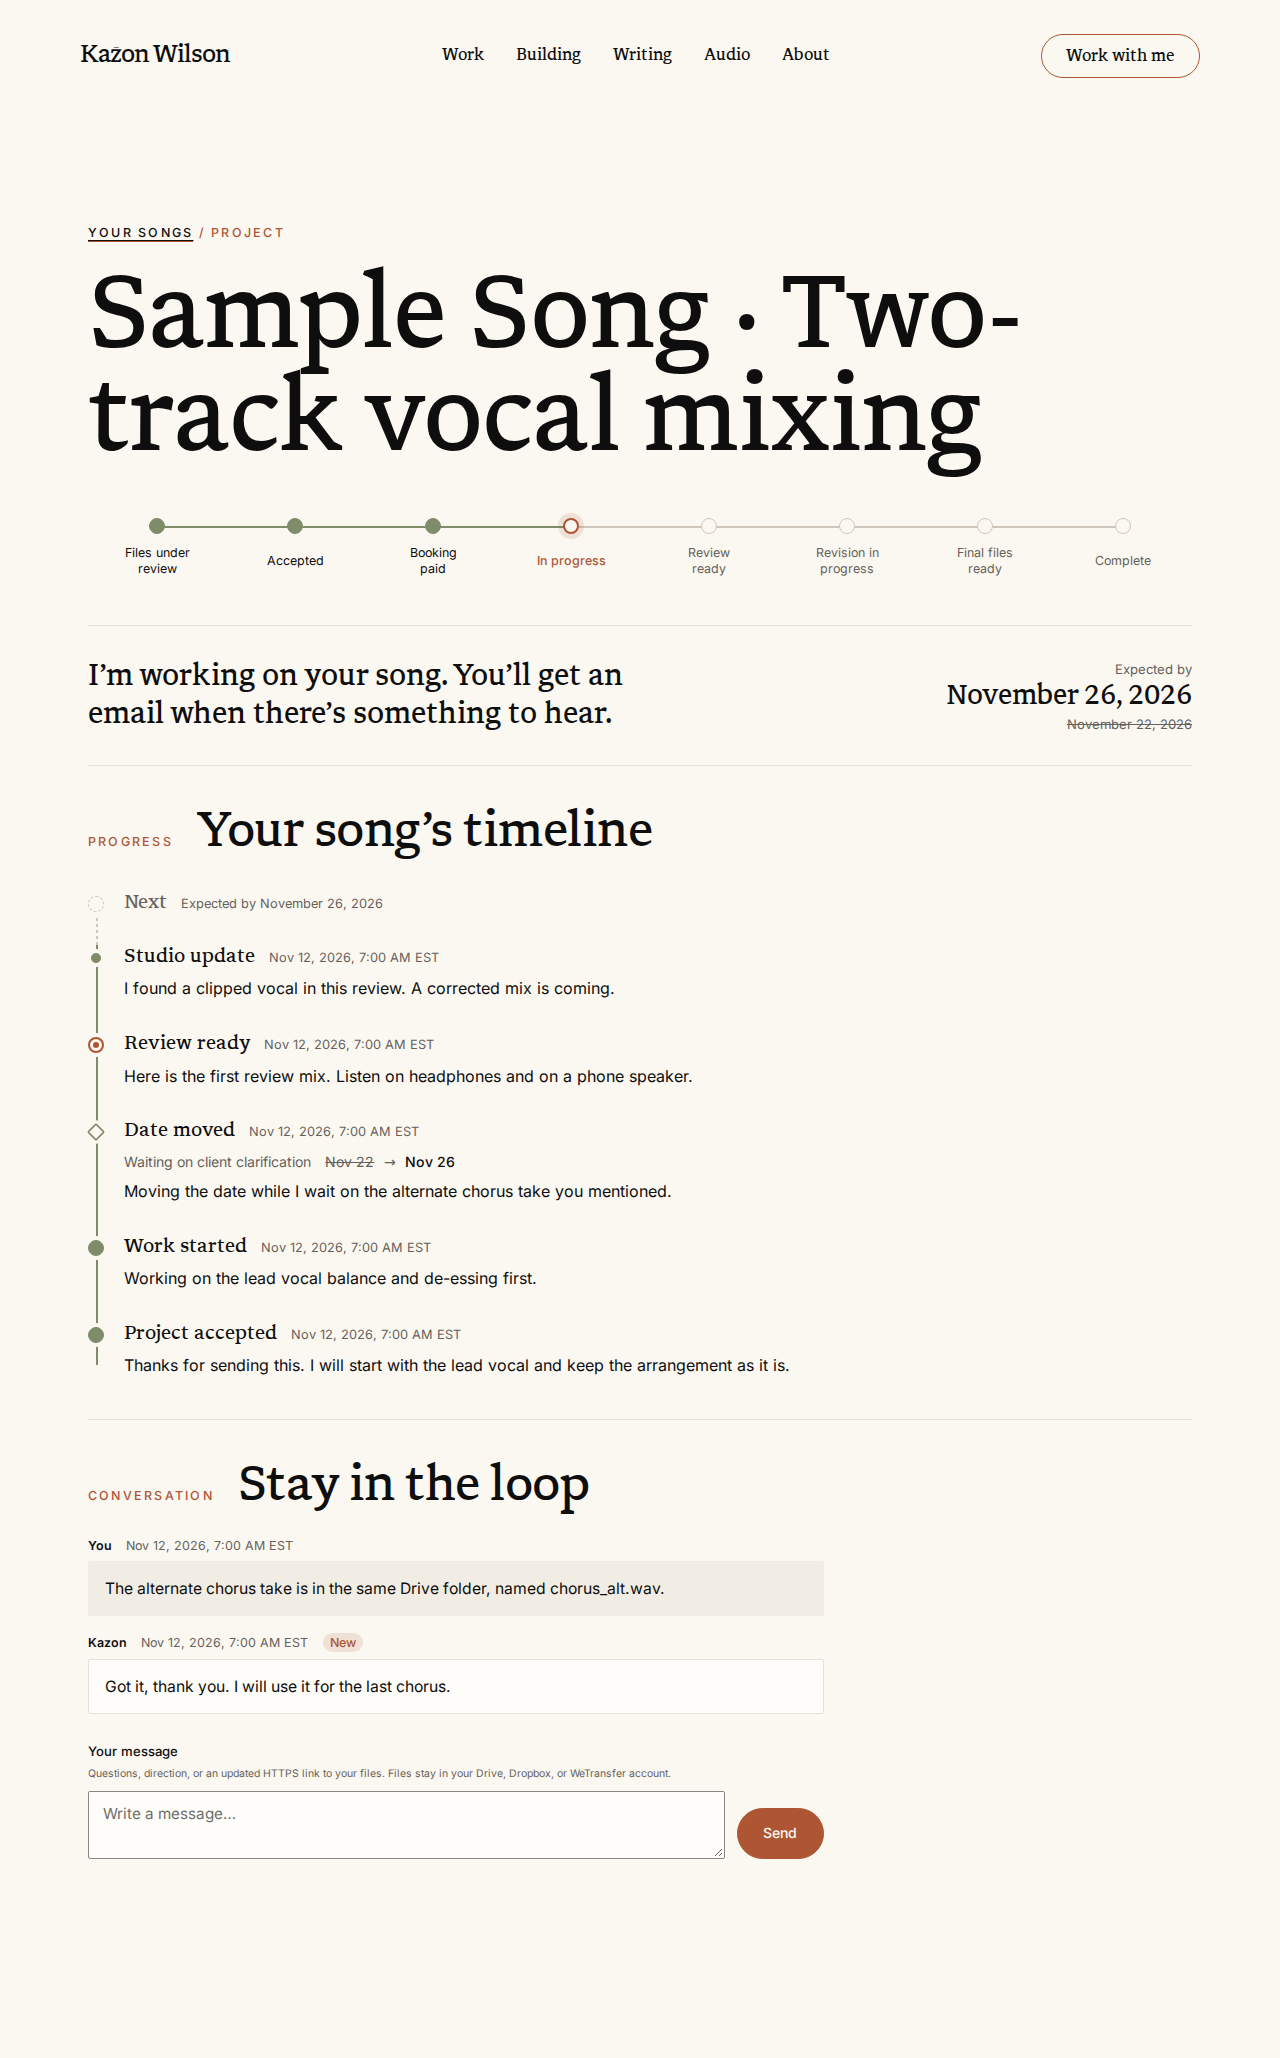 Kazon Wilson
Work Building Writing Audio About
Work with me
YOUR SONGS / PROJECT
Sample Song · Two-
track vocal mixing
Files under
review
Accepted
Booking
paid
In progress
Review
ready
Revision in
progress
Final files
ready
Complete
I’m working on your song. You’ll get an
email when there’s something to hear.
Expected by
November 26, 2026
November 22, 2026
PROGRESS Your song’s timeline
Next Expected by November 26, 2026
Studio update Nov 12, 2026, 7:00 AM EST
I found a clipped vocal in this review. A corrected mix is coming.
Review ready Nov 12, 2026, 7:00 AM EST
Here is the first review mix. Listen on headphones and on a phone speaker.
Date moved Nov 12, 2026, 7:00 AM EST
Waiting on client clarification Nov 22 → Nov 26
Moving the date while I wait on the alternate chorus take you mentioned.
Work started Nov 12, 2026, 7:00 AM EST
Working on the lead vocal balance and de-essing first.
Project accepted Nov 12, 2026, 7:00 AM EST
Thanks for sending this. I will start with the lead vocal and keep the arrangement as it is.
CONVERSATION Stay in the loop
You Nov 12, 2026, 7:00 AM EST
The alternate chorus take is in the same Drive folder, named chorus_alt.wav.
Kazon Nov 12, 2026, 7:00 AM EST New
Got it, thank you. I will use it for the last chorus.
Your message
Questions, direction, or an updated HTTPS link to your files. Files stay in your Drive, Dropbox, or WeTransfer account.
Write a message…
Send